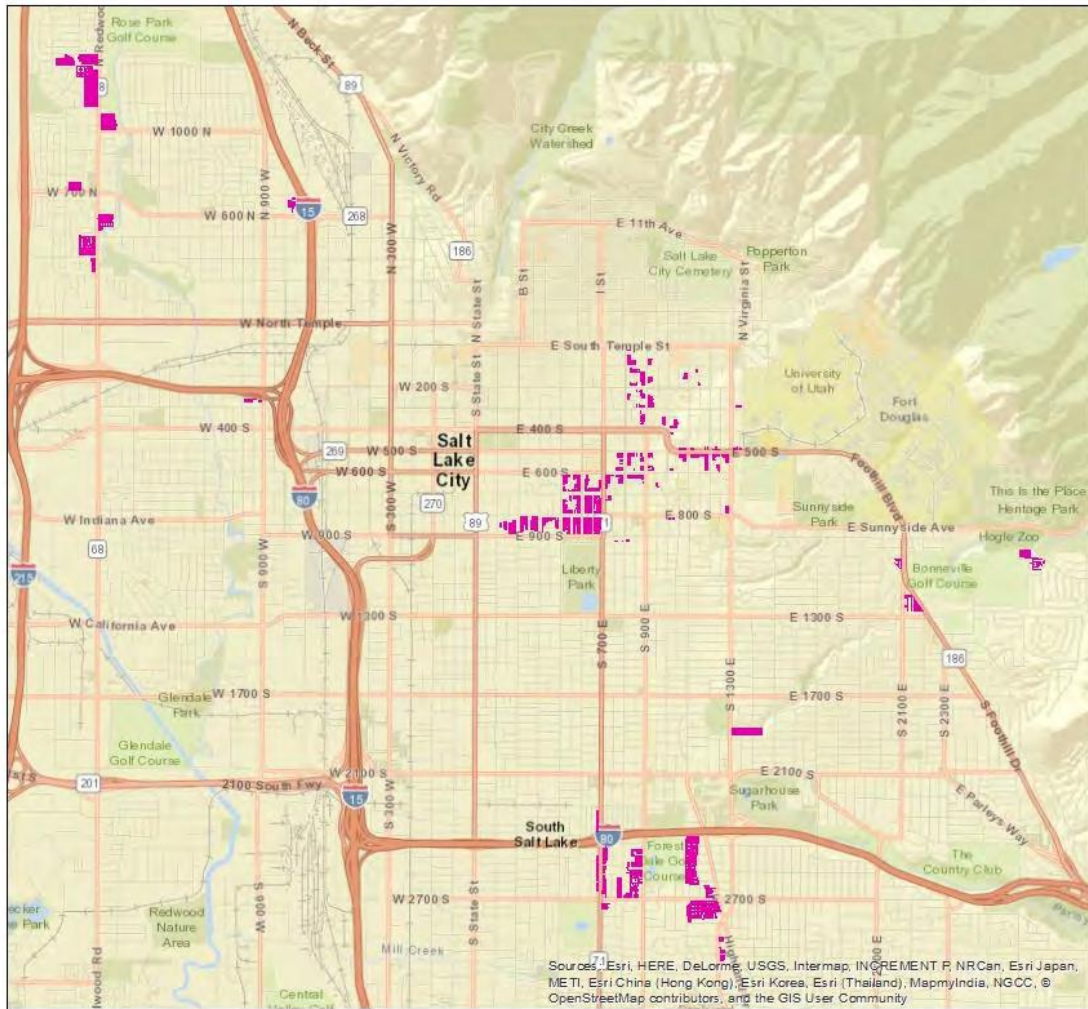 Rose Park
Golf Course
N Redwood
N Beck St
89
8
W 1000 N
City Creek
Watershed
N Victory Rd
W 700 N
N 900 W
W 600 N
15
268
N 300 W
186
E 11th Ave
Salt Lake
City Cemetery
Popperton
Park
B St
I St
N State St
N Virginia St
W North Temple
E South Temple St
S State St
W 200 S
University
of Utah
Fort
Douglas
W 400 S
E 400 S
Salt
Lake
City
269
W 500 S
E 500 S
W 600 S
E 600 S
80
270
S 300 W
Foothill Blvd
This Is the Place
Heritage Park
W Indiana Ave
89
E 800 S
Sunnyside
Park
E Sunnyside Ave
Hogle Zoo
68
S 900 W
W 900 S
E 900 S
215
Liberty
Park
Bonneville
Golf Course
W California Ave
W 1300 S
E 1300 S
S 700 E
S 900 E
S 1300 E
186
Glendale
Park
W 1700 S
E 1700 S
S 2100 E
S 2300 E
S Foothill Dr
Glendale
Golf Course
201
2100 South Fwy
W 2100 S
E 2100 S
15
S 300 W
Sugarhouse
Park
E Parleys Way
South
Salt Lake
80
Forest
Dale Golf
Course
The
Country Club
S 900 W
W 2700 S
2700 S
Redwood
Nature
Area
S State St
Mill Creek
71
Central
Sources: Esri, HERE, DeLorme, USGS, Intermap, INCREMENT P, NRCan, Esri Japan,
METI, Esri China (Hong Kong), Esri Korea, Esri (Thailand), MapmyIndia, NGCC, ©
OpenStreetMap contributors, and the GIS User Community